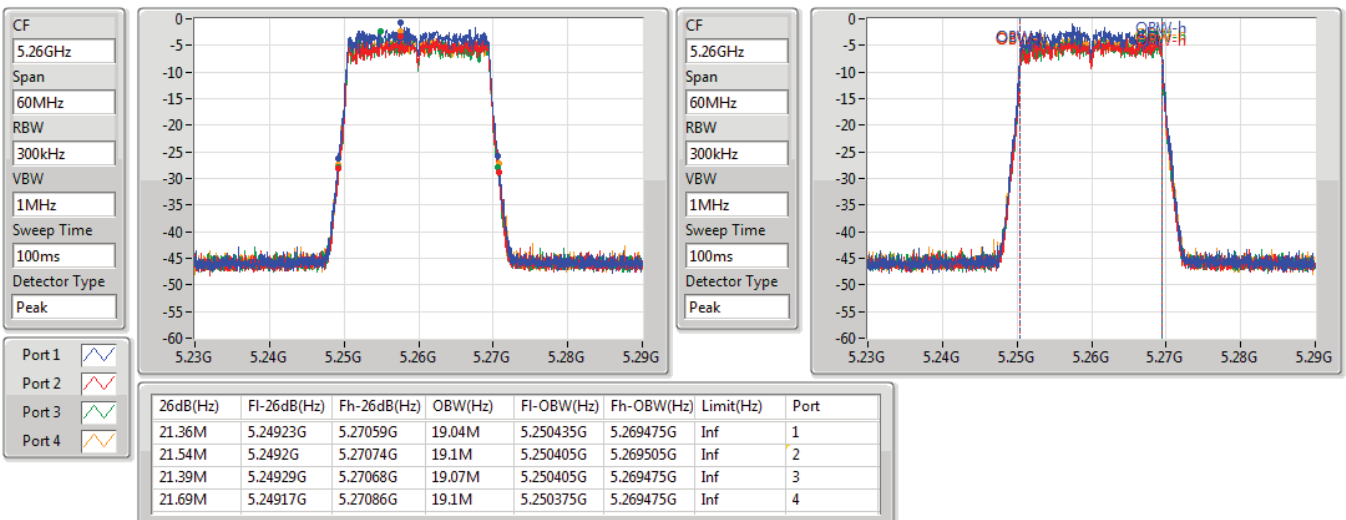 CF
5.26GHz
Span
60MHz
RBW
300kHz
VBW
1MHz
Sweep Time
100ms
Detector Type
Peak
0
-5
-10
-15
-20
-25
-30
-35
-40
-45
-50
-55
-60
5.23G 5.24G 5.25G 5.26G 5.27G 5.28G 5.29G
CF
5.26GHz
Span
60MHz
RBW
300kHz
VBW
1MHz
Sweep Time
100ms
Detector Type
Peak
0
-5
-10
-15
-20
-25
-30
-35
-40
-45
-50
-55
-60
OBW-h
5.23G 5.24G 5.25G 5.26G 5.27G 5.28G 5.29G
Port 1
Port 2
Port 3
Port 4
26dB(Hz) Fl-26dB(Hz) Fh-26dB(Hz) OBW(Hz) Fl-OBW(Hz) Fh-OBW(Hz) Limit(Hz) Port
21.36M 5.24923G 5.27059G 19.04M 5.250435G 5.269475G Inf 1
21.54M 5.2492G 5.27074G 19.1M 5.250405G 5.269505G Inf 2
21.39M 5.24929G 5.27068G 19.07M 5.250405G 5.269475G Inf 3
21.69M 5.24917G 5.27086G 19.1M 5.250375G 5.269475G Inf 4